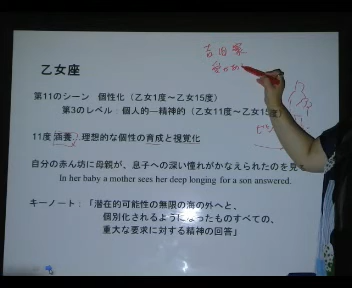 乙女座
第11のシーン 個性化(乙女1度~乙女15度)
第3のレベル:個人的―精神的(乙女11度~乙女15度)
11度 涵養:理想的な個性の育成と視覚化
自分の赤ん坊に母親が、息子への深い憧れがかなえられたのを見
In her baby a mother sees her deep longing for a son answered.
キーノート:「潜在的可能性の無限の海の外へと、
個別化されるようになったものすべての、
重大な要求に対する精神の回答」